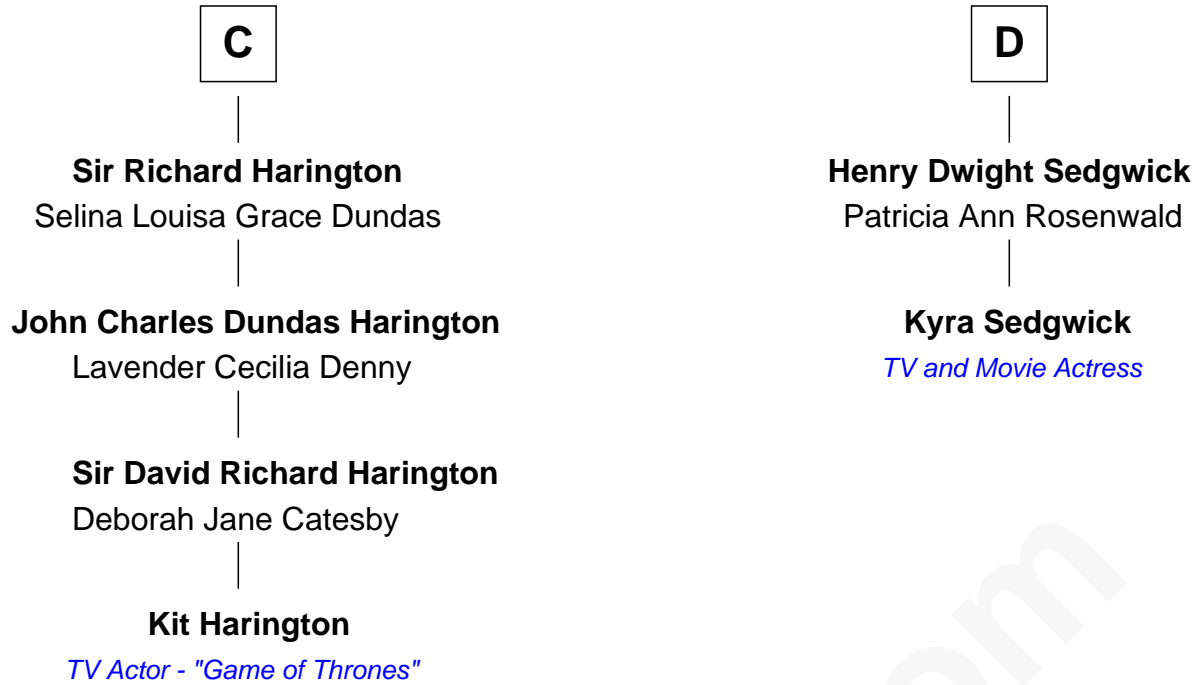 C
Sir Richard Harington
Selina Louisa Grace Dundas
John Charles Dundas Harington
Lavender Cecilia Denny
Sir David Richard Harington
Deborah Jane Catesby
Kit Harington
TV Actor - "Game of Thrones"
D
Henry Dwight Sedgwick
Patricia Ann Rosenwald
Kyra Sedgwick
TV and Movie Actress
om